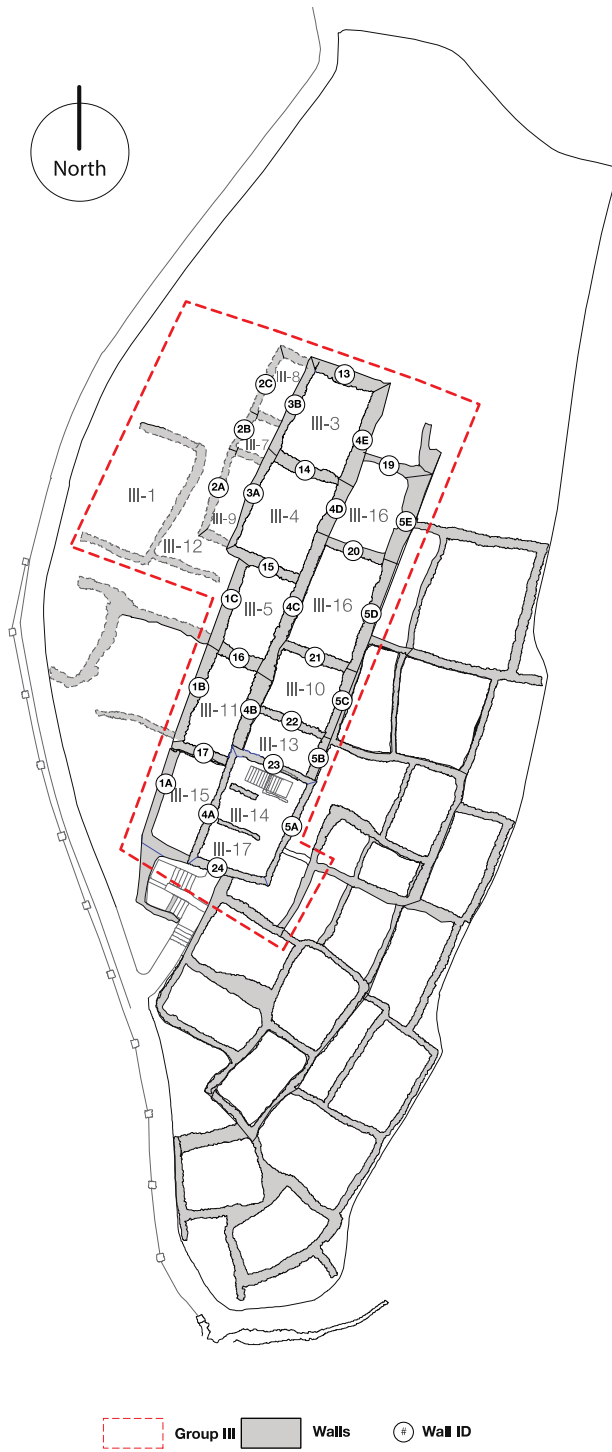 North
13
2C
III-8
3B
III-3
2B
4E
III-7
19
14
2A
3A
4D
III-16
III-1
III-4
5E
III-9
III-12
20
15
1C
4C
III-16
5D
III-5
16
21
1B
III-10
5C
4B
III-11
22
III-13
17
5B
23
1A
III-15
4A
III-14
5A
III-17
24
Group III
Walls
# Wall ID